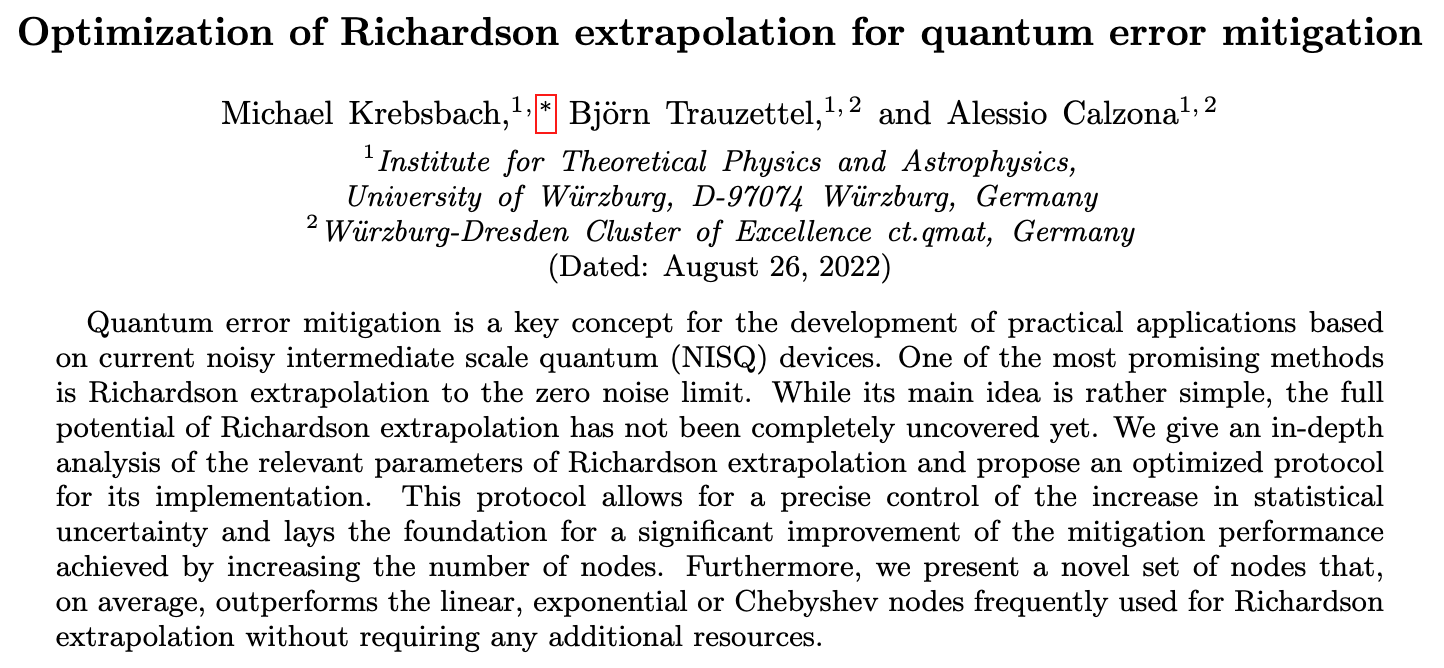 Optimization of Richardson extrapolation for quantum error mitigation
Michael Krebsbach,1, * Björn Trauzettel,1, 2 and Alessio Calzona1, 2
1 Institute for Theoretical Physics and Astrophysics,
University of Würzburg, D-97074 Würzburg, Germany
2 Würzburg-Dresden Cluster of Excellence ct.qmat, Germany
(Dated: August 26, 2022)
Quantum error mitigation is a key concept for the development of practical applications based
on current noisy intermediate scale quantum (NISQ) devices. One of the most promising methods
is Richardson extrapolation to the zero noise limit. While its main idea is rather simple, the full
potential of Richardson extrapolation has not been completely uncovered yet. We give an in-depth
analysis of the relevant parameters of Richardson extrapolation and propose an optimized protocol
for its implementation. This protocol allows for a precise control of the increase in statistical
uncertainty and lays the foundation for a significant improvement of the mitigation performance
achieved by increasing the number of nodes. Furthermore, we present a novel set of nodes that,
on average, outperforms the linear, exponential or Chebyshev nodes frequently used for Richardson
extrapolation without requiring any additional resources.